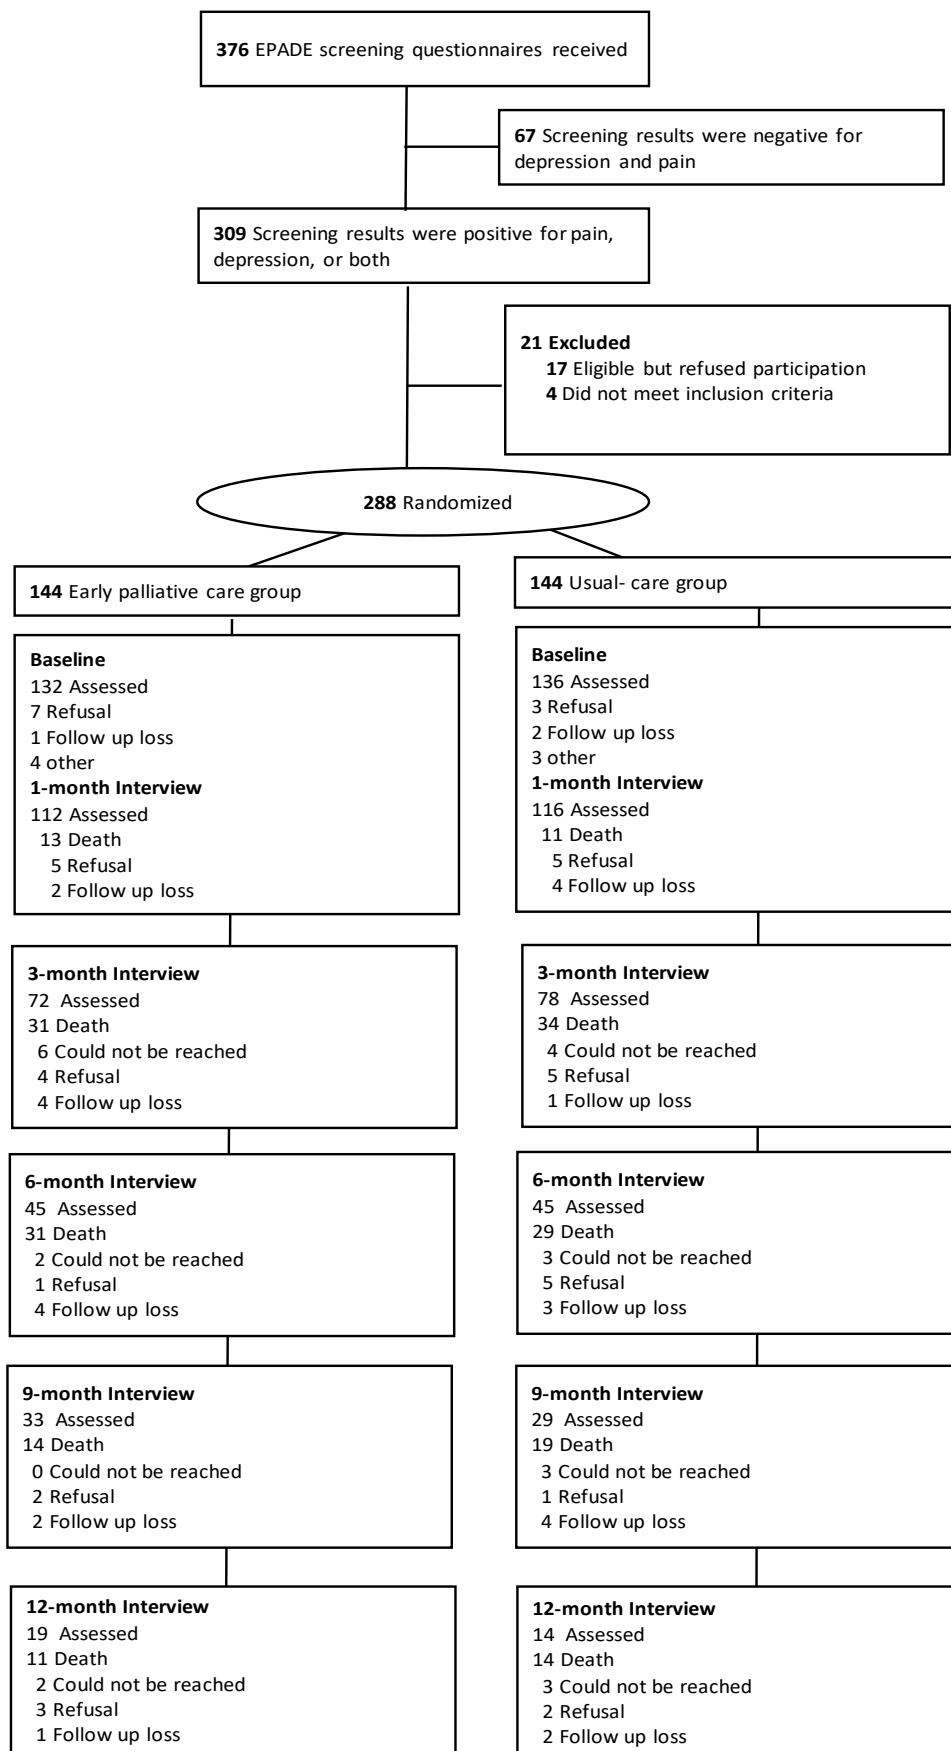 376 EPADE screening questionnaires received
67 Screening results were negative for
depression and pain
309 Screening results were positive for pain,
depression, or both
21 Excluded
17 Eligible but refused participation
4 Did not meet inclusion criteria
288 Randomized
144 Early palliative care group
144 Usual- care group
Baseline
132 Assessed
7 Refusal
1 Follow up loss
4 other
1-month Interview
112 Assessed
13 Death
5 Refusal
2 Follow up loss
Baseline
136 Assessed
3 Refusal
2 Follow up loss
3 other
1-month Interview
116 Assessed
11 Death
5 Refusal
4 Follow up loss
3-month Interview
72 Assessed
31 Death
6 Could not be reached
4 Refusal
4 Follow up loss
3-month Interview
78 Assessed
34 Death
4 Could not be reached
5 Refusal
1 Follow up loss
6-month Interview
45 Assessed
31 Death
2 Could not be reached
1 Refusal
4 Follow up loss
6-month Interview
45 Assessed
29 Death
3 Could not be reached
5 Refusal
3 Follow up loss
9-month Interview
33 Assessed
14 Death
0 Could not be reached
2 Refusal
2 Follow up loss
9-month Interview
29 Assessed
19 Death
3 Could not be reached
1 Refusal
4 Follow up loss
12-month Interview
19 Assessed
11 Death
2 Could not be reached
3 Refusal
1 Follow up loss
12-month Interview
14 Assessed
14 Death
3 Could not be reached
2 Refusal
2 Follow up loss